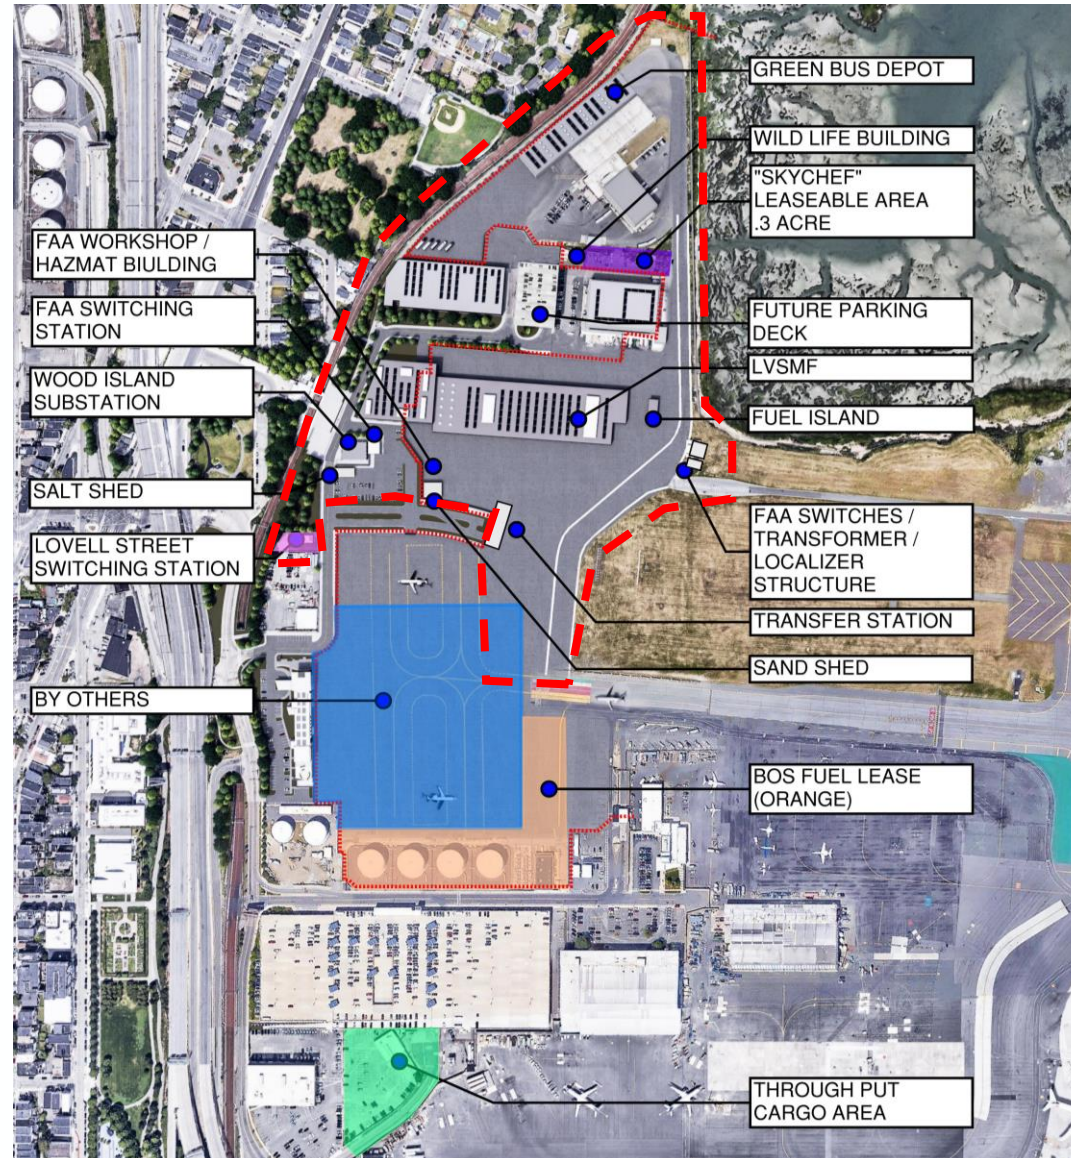 GREEN BUS DEPOT
WILD LIFE BUILDING
"SKYCHEF"
LEASEABLE AREA
.3 ACRE
FAA WORKSHOP /
HAZMAT BIULDING
FAA SWITCHING
STATION
FUTURE PARKING
DECK
WOOD ISLAND
SUBSTATION
LVSMF
FUEL ISLAND
SALT SHED
LOVELL STREET
SWITCHING STATION
FAA SWITCHES /
TRANSFORMER /
LOCALIZER
STRUCTURE
TRANSFER STATION
SAND SHED
BY OTHERS
BOS FUEL LEASE
(ORANGE)
THROUGH PUT
CARGO AREA